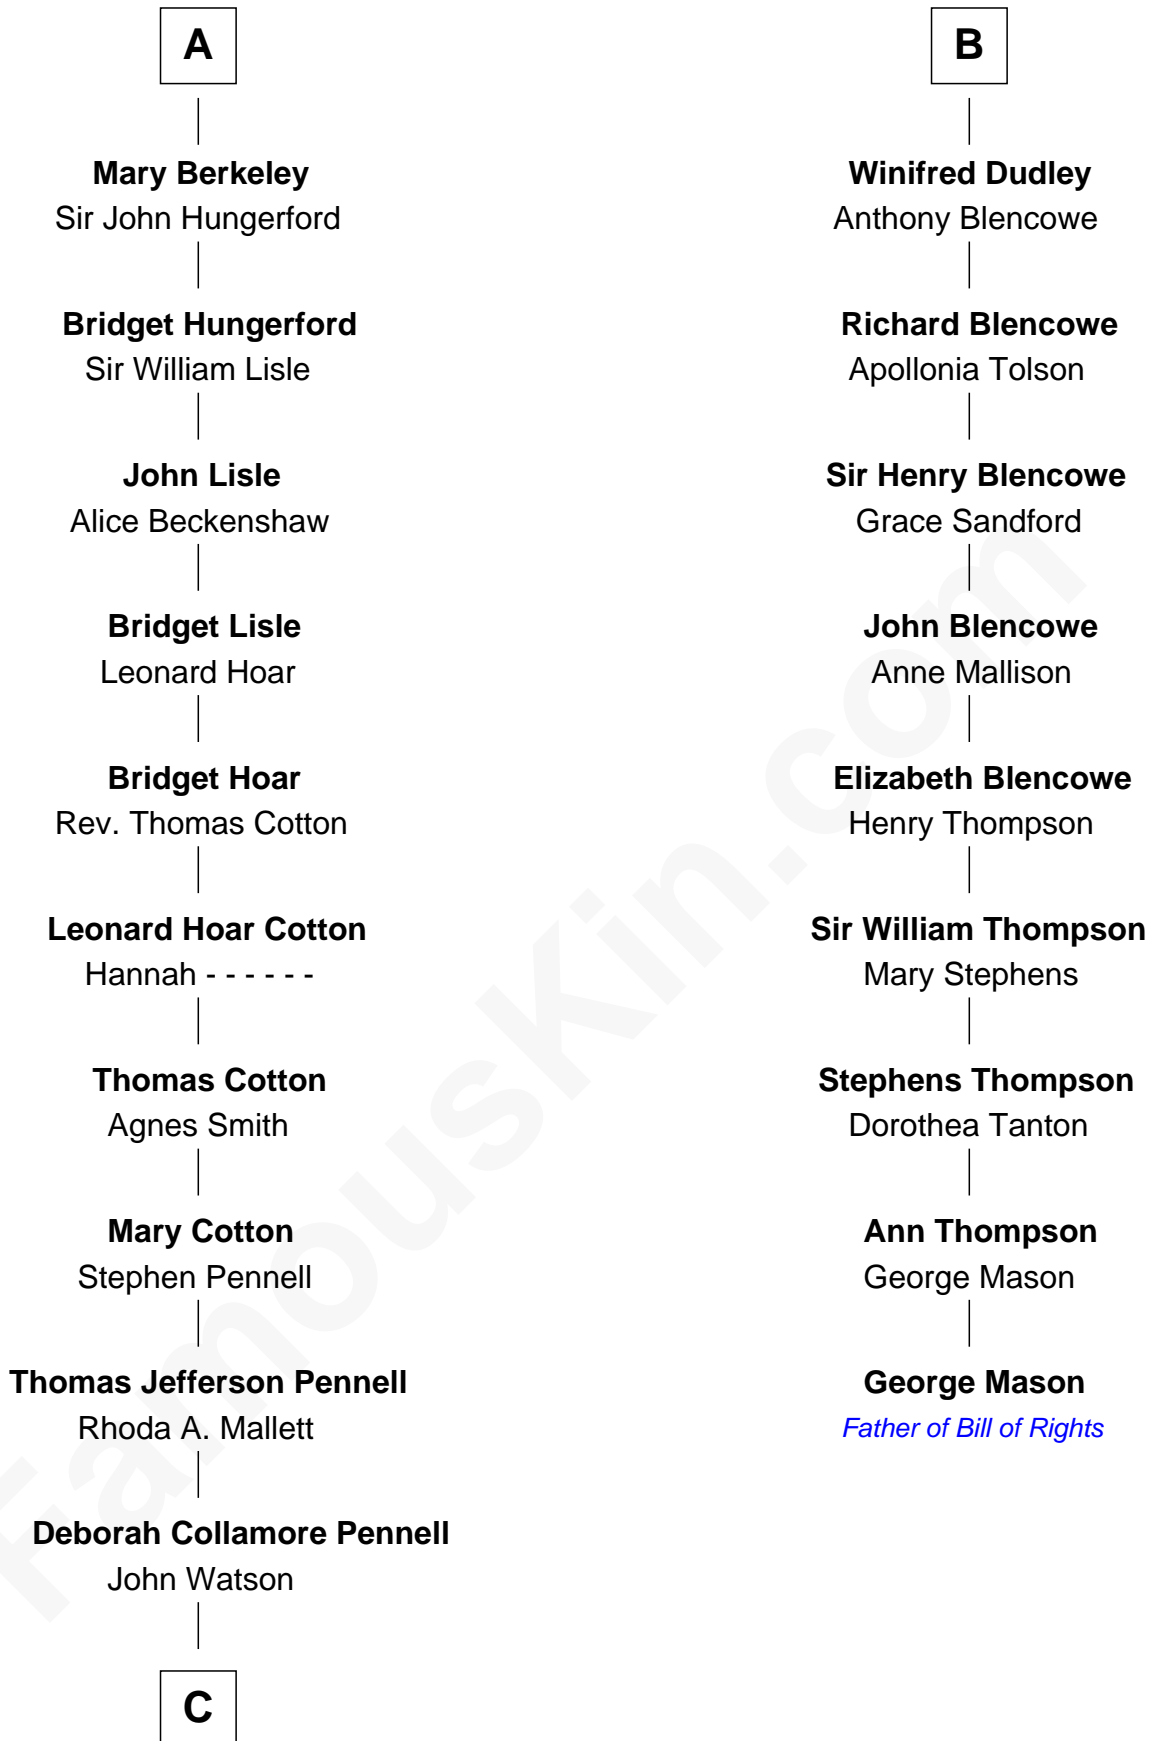 A
Mary Berkeley
Sir John Hungerford
Bridget Hungerford
Sir William Lisle
John Lisle
Alice Beckenshaw
Bridget Lisle
Leonard Hoar
Bridget Hoar
Rev. Thomas Cotton
Leonard Hoar Cotton
Hannah - - - - - -
Thomas Cotton
Agnes Smith
Mary Cotton
Stephen Pennell
Thomas Jefferson Pennell
Rhoda A. Mallett
Deborah Collamore Pennell
John Watson
C
B
Winifred Dudley
Anthony Blencowe
Richard Blencowe
Apollonia Tolson
Sir Henry Blencowe
Grace Sandford
John Blencowe
Anne Mallison
Elizabeth Blencowe
Henry Thompson
Sir William Thompson
Mary Stephens
Stephens Thompson
Dorothea Tanton
Ann Thompson
George Mason
George Mason
Father of Bill of Rights
FamousKin.com